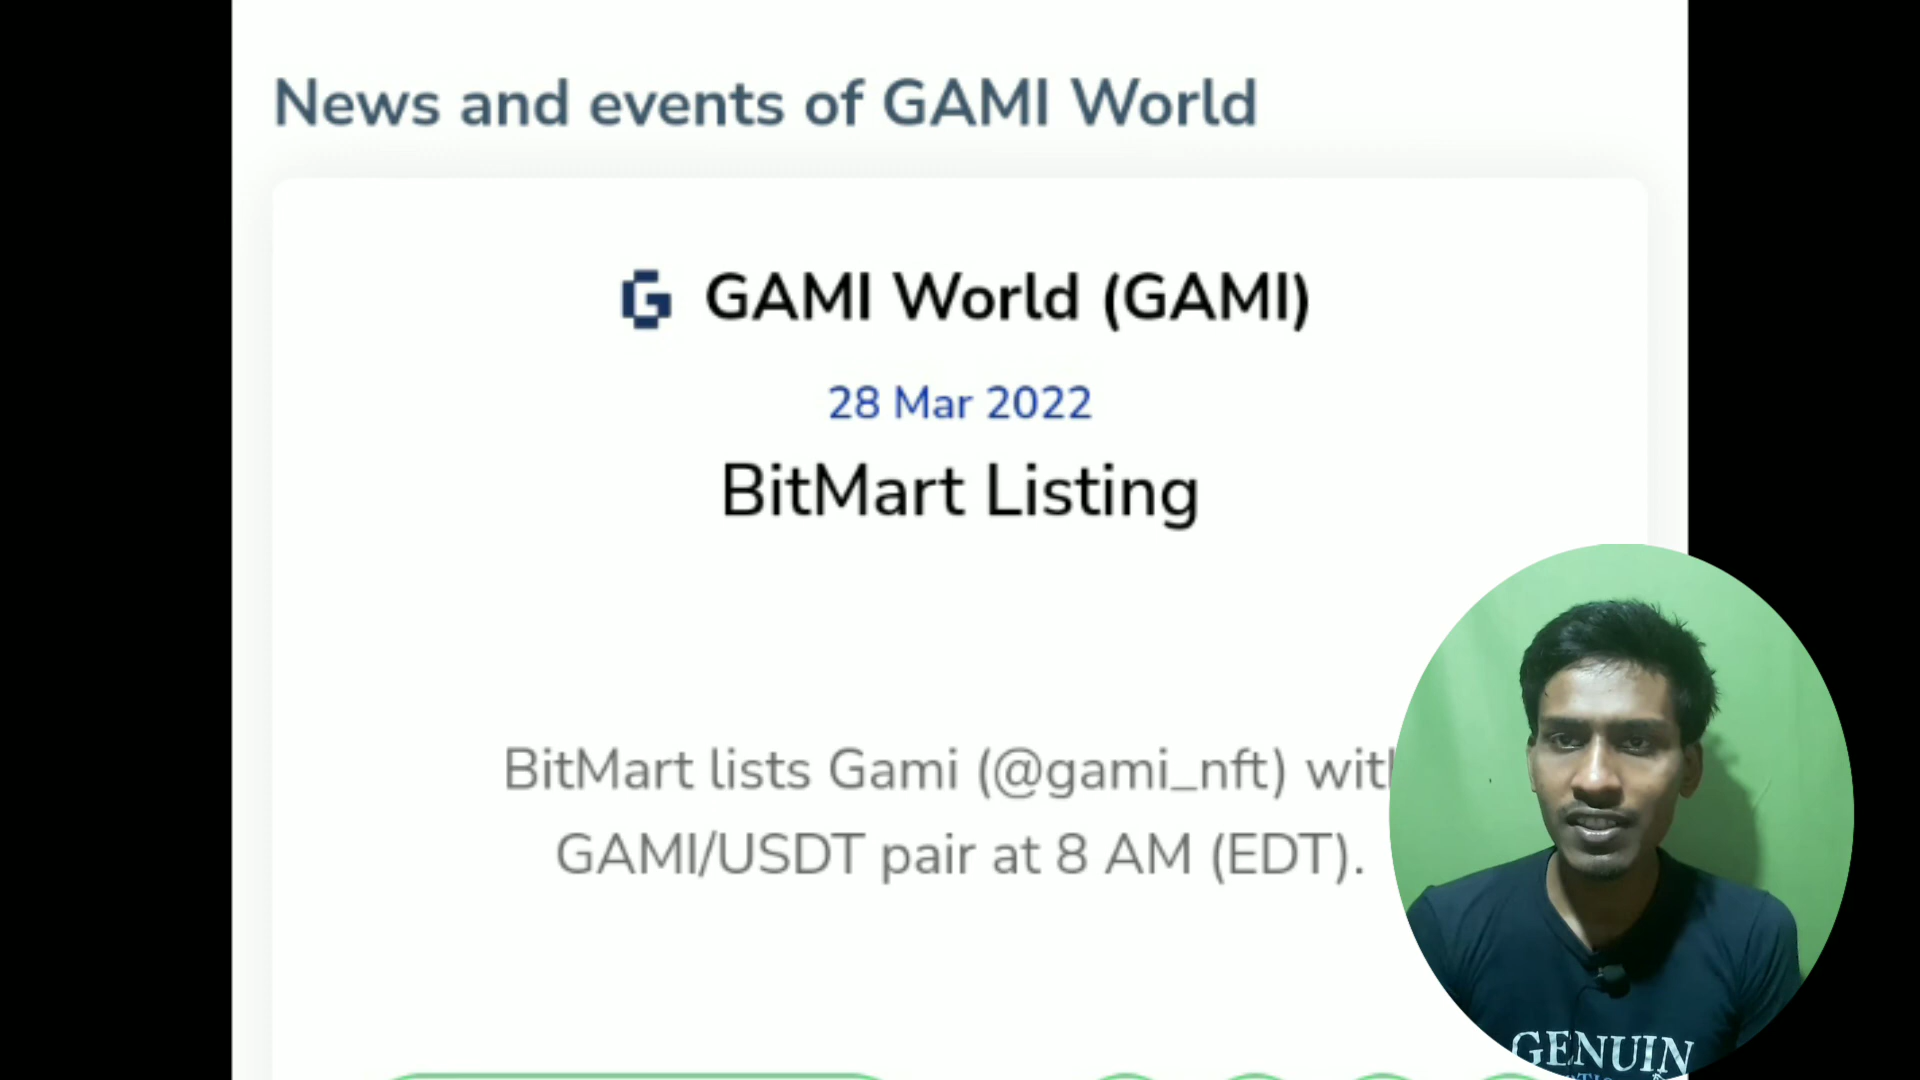 News and events of GAMI World
GAMI World (GAMI)
28 Mar 2022
BitMart Listing
BitMart lists Gami (@gami_nft) with
GAMI/USDT pair at 8 AM (EDT).
GENUIN